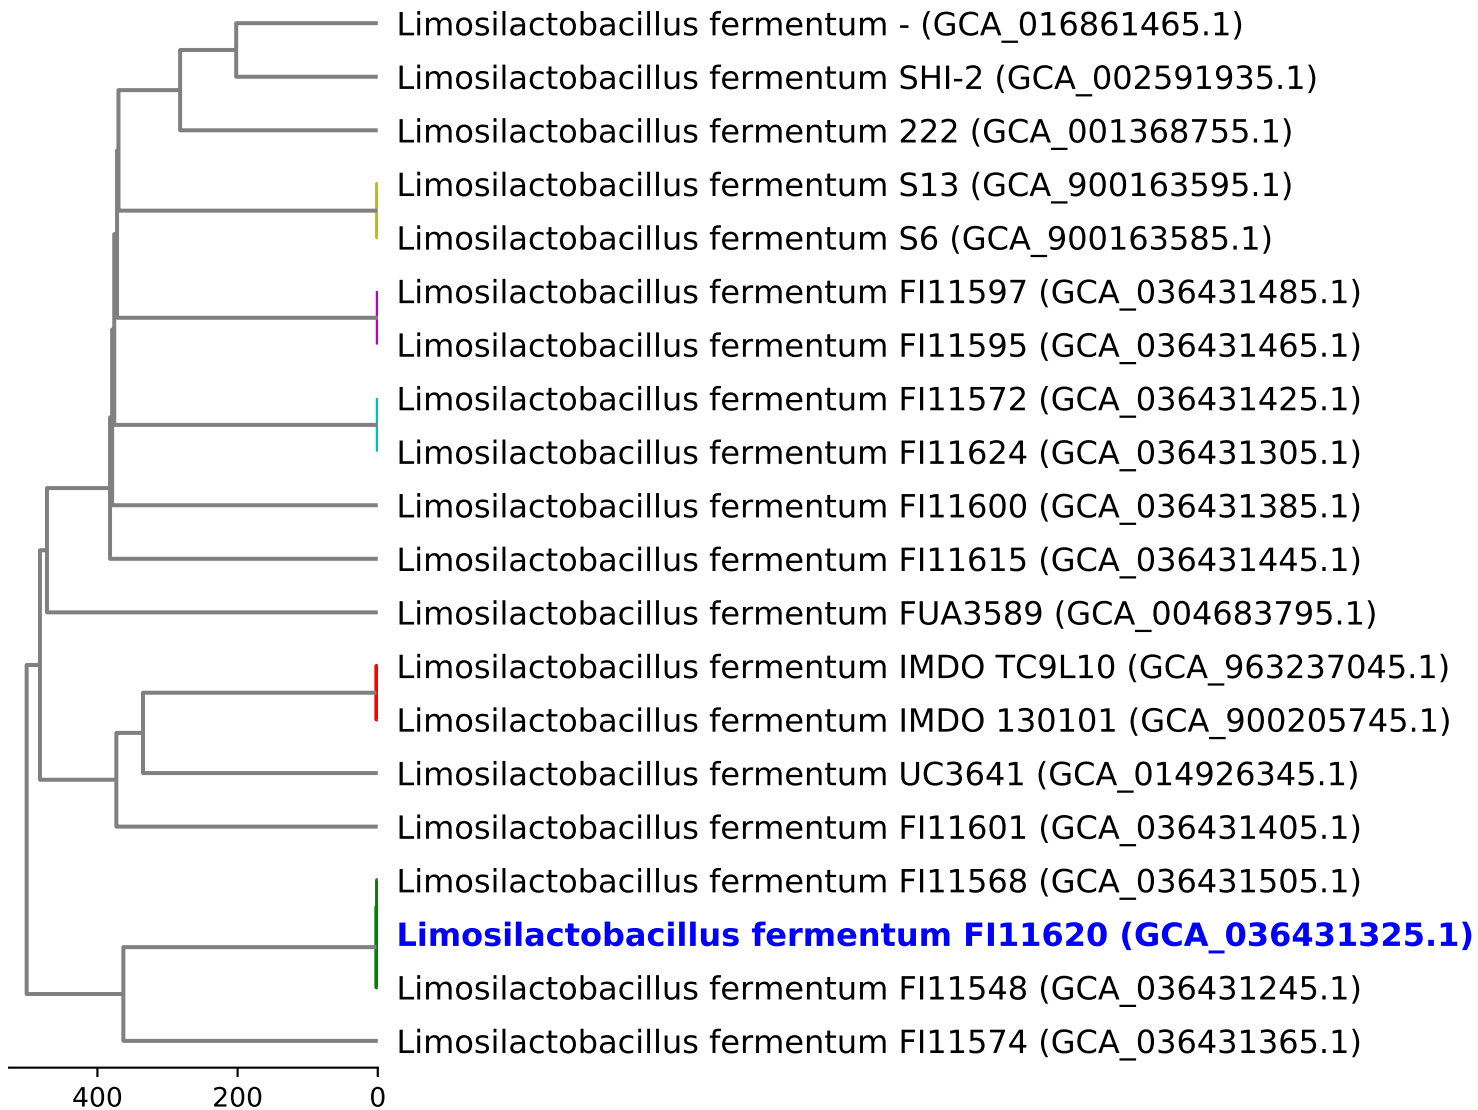 Limosilactobacillus fermentum - (GCA_016861465.1)
Limosilactobacillus fermentum SHI-2 (GCA_002591935.1)
Limosilactobacillus fermentum 222 (GCA_001368755.1)
Limosilactobacillus fermentum S13 (GCA_900163595.1)
Limosilactobacillus fermentum S6 (GCA_900163585.1)
Limosilactobacillus fermentum FI11597 (GCA_036431485.1)
Limosilactobacillus fermentum FI11595 (GCA_036431465.1)
Limosilactobacillus fermentum FI11572 (GCA_036431425.1)
Limosilactobacillus fermentum FI11624 (GCA_036431305.1)
Limosilactobacillus fermentum FI11600 (GCA_036431385.1)
Limosilactobacillus fermentum FI11615 (GCA_036431445.1)
Limosilactobacillus fermentum FUA3589 (GCA_004683795.1)
Limosilactobacillus fermentum IMDO TC9L10 (GCA_963237045.1)
Limosilactobacillus fermentum IMDO 130101 (GCA_900205745.1)
Limosilactobacillus fermentum UC3641 (GCA_014926345.1)
Limosilactobacillus fermentum FI11601 (GCA_036431405.1)
Limosilactobacillus fermentum FI11568 (GCA_036431505.1)
Limosilactobacillus fermentum FI11620 (GCA_036431325.1)
Limosilactobacillus fermentum FI11548 (GCA_036431245.1)
Limosilactobacillus fermentum FI11574 (GCA_036431365.1)
400 200 0